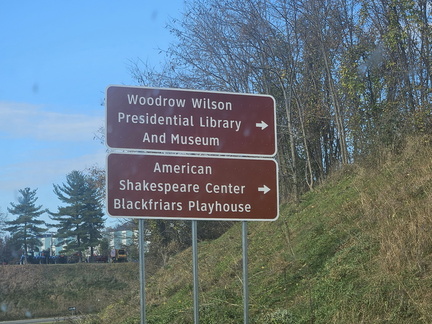 Woodrow Wilson
Presidential Library
And Museum
American
Shakespeare Center
Blackfriars Playhouse